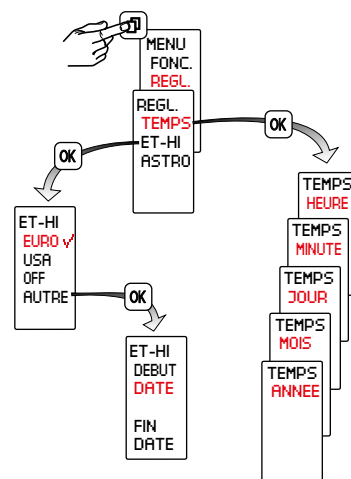 MENU
FONC.
REGL.
REGL.
TEMPS
ET-HI
ASTRO
OK
OK
ET-HI
EURO
USA
OFF
AUTRE
OK
ET-HI
DEBUT
DATE
FIN
DATE
TEMPS
HEURE
TEMPS
MINUTE
TEMPS
JOUR
TEMPS
MOIS
TEMPS
ANNEE